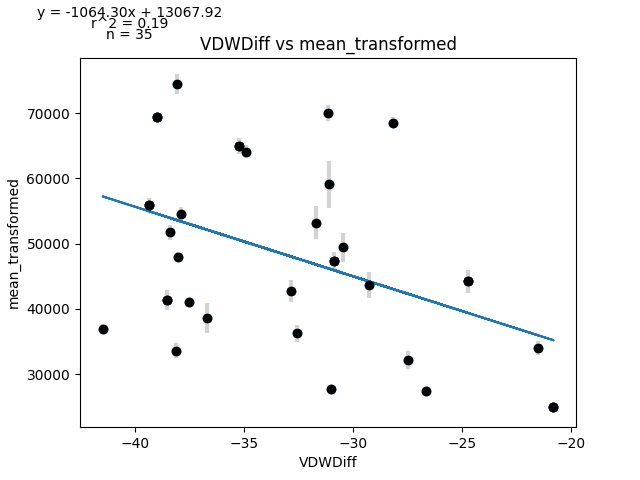 y = -1064.30x + 13067.92
r^2 = 0.19
n = 35
VDWDiff vs mean_transformed
mean_transformed
70000
60000
50000
40000
30000
−40
−35
−30
−25
−20
VDWDiff